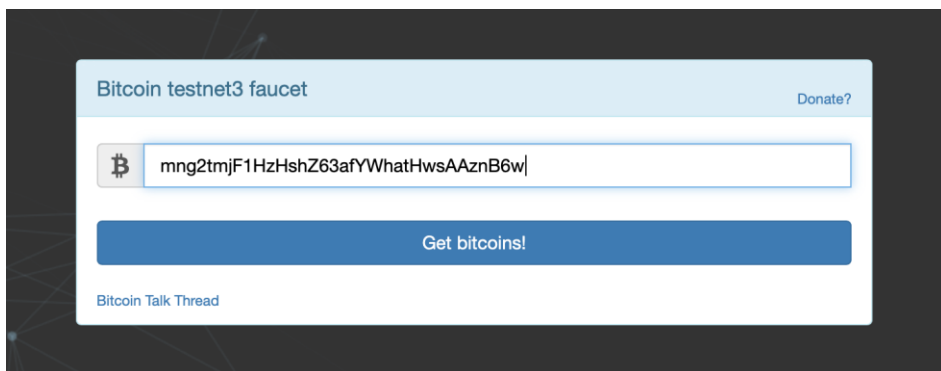 Bitcoin testnet3 faucet
Donate?
mng2tmjF1HzHshZ63afYWhatHwsAAznB6w
Get bitcoins!
Bitcoin Talk Thread